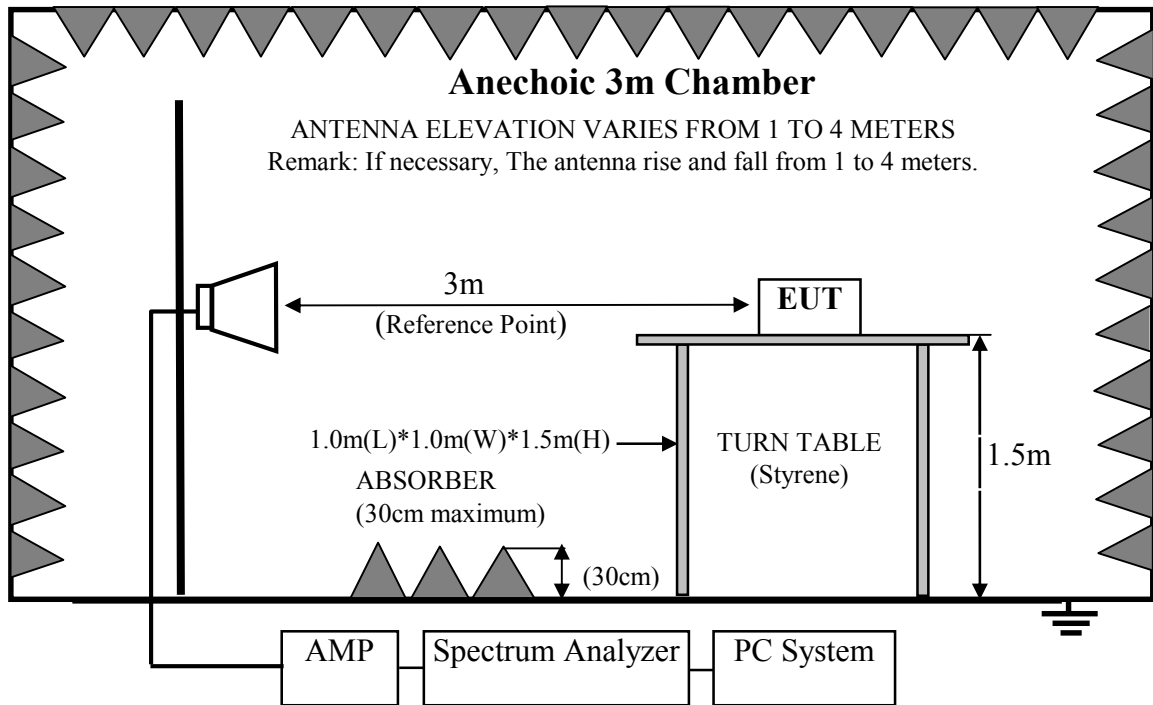 Anechoic 3m Chamber
ANTENNA ELEVATION VARIES FROM 1 TO 4 METERS
Remark: If necessary, The antenna rise and fall from 1 to 4 meters.
3m
(Reference Point)
EUT
1.0m(L)*1.0m(W)*1.5m(H)
TURN TABLE
(Styrene)
1.5m
ABSORBER
(30cm maximum)
(30cm)
AMP
Spectrum Analyzer
PC System